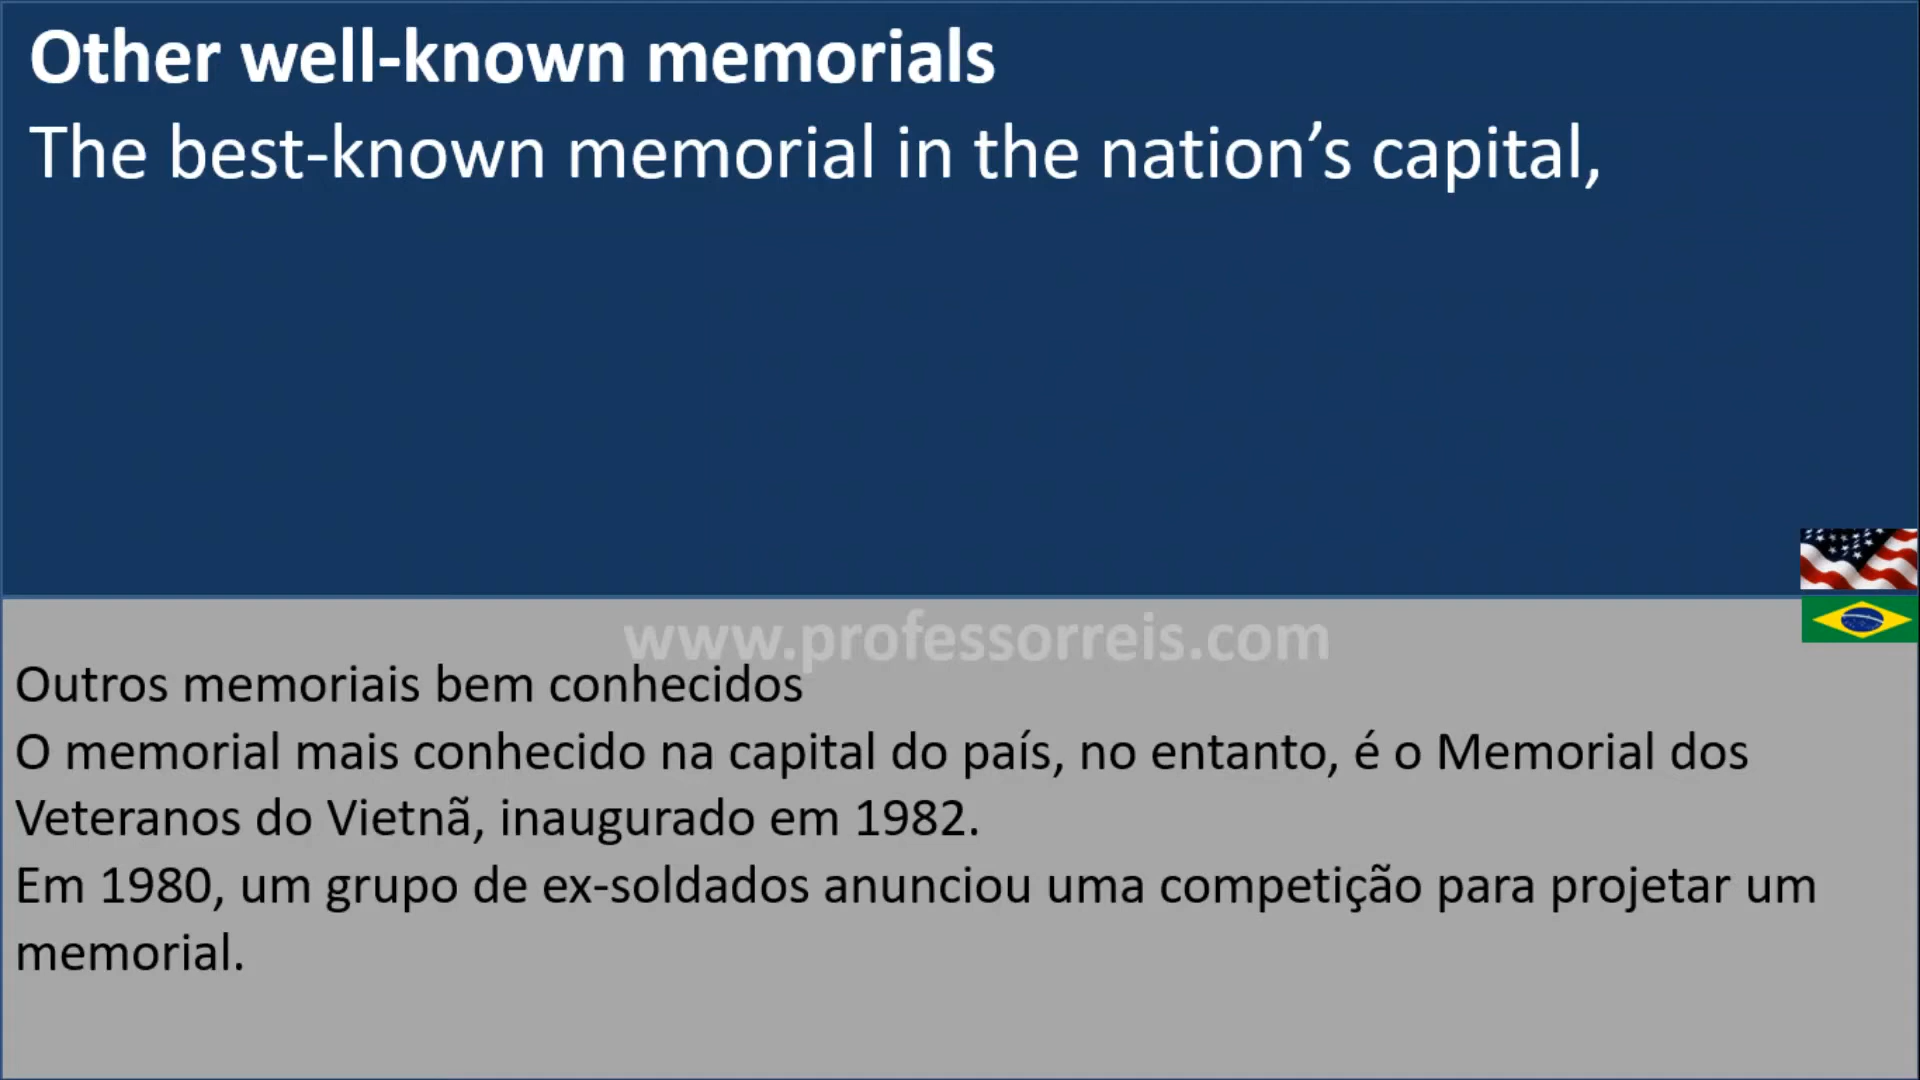 Other well-known memorials
The best-known memorial in the nation’s capital,
www.professorreis.com
Outros memoriais bem conhecidos
O memorial mais conhecido na capital do país, no entanto, é o Memorial dos
Veteranos do Vietnã, inaugurado em 1982.
Em 1980, um grupo de ex-soldados anunciou uma competição para projetar um
memorial.